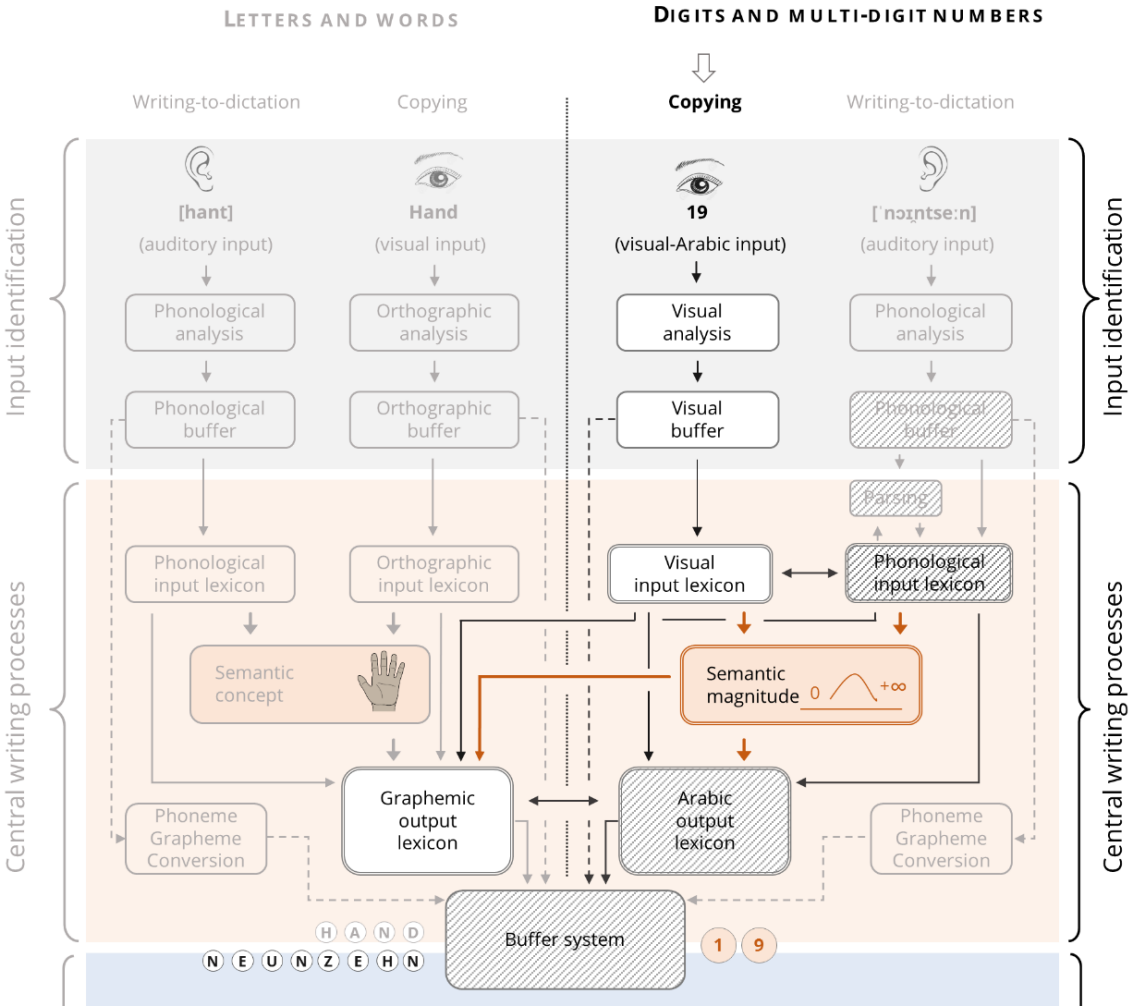 LETTERS AND WORDS
DIGITS AND MULTI-DIGIT NUMBERS
Writing-to-dictation
Copying
Copying
Writing-to-dictation
[hant]
Hand
19
[ˈnɔɪ̯ntseːn]
(auditory input)
(visual input)
(visual-Arabic input)
(auditory input)
Input identification
Input identification
Phonological
analysis
Orthographic
analysis
Visual
analysis
Phonological
analysis
Phonological
buffer
Orthographic
buffer
Visual
buffer
Phonological
buffer
Parsing
Central writing processes
Central writing processes
Phonological
input lexicon
Orthographic
input lexicon
Visual
input lexicon
Phonological
input lexicon
Semantic
concept
Semantic
magnitude
0
+∞
Graphemic
output
lexicon
Arabic
output
lexicon
Phoneme
Grapheme
Conversion
Phoneme
Grapheme
Conversion
Buffer system
H A N D
N E U N Z E H N
1 9